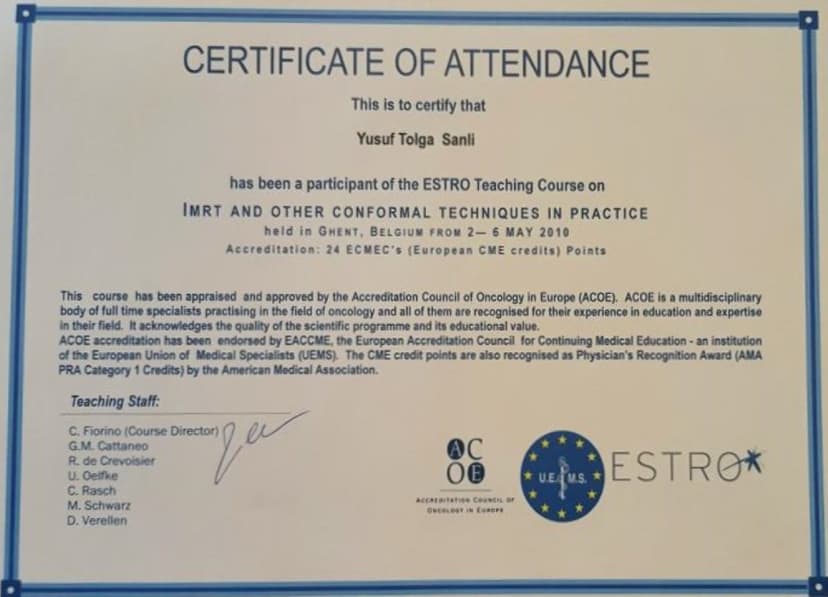 CERTIFICATE OF ATTENDANCE
This is to certify that
Yusuf Tolga Sanli
has been a participant of the ESTRO Teaching Course on
IMRT AND OTHER CONFORMAL TECHNIQUES IN PRACTICE
held in GHENT, BELGIUM FROM 2— 6 MAY 2010
Accreditation: 24 ECMEC's (European CME credits) Points
This course has been appraised and approved by the Accreditation Council of Oncology in Europe (ACOE). ACOE is a multidisciplinary
body of full time specialists practising in the field of oncology and all of them are recognised for their experience in education and expertise
in their field. It acknowledges the quality of the scientific programme and its educational value.
ACOE accreditation has been endorsed by EACCME, the European Accreditation Council for Continuing Medical Education - an institution
of the European Union of Medical Specialists (UEMS). The CME credit points are also recognised as Physician's Recognition Award (AMA
PRA Category 1 Credits) by the American Medical Association.
Teaching Staff:
C. Fiorino (Course Director)
G.M. Cattaneo
R. de Crevoisier
U. Oelfke
C. Rasch
M. Schwarz
D. Verellen
AC
OE
ACCREDITATION COUNCIL OF
ONCOLOGY IN EUROPE
U.E.M.S.
ESTRO